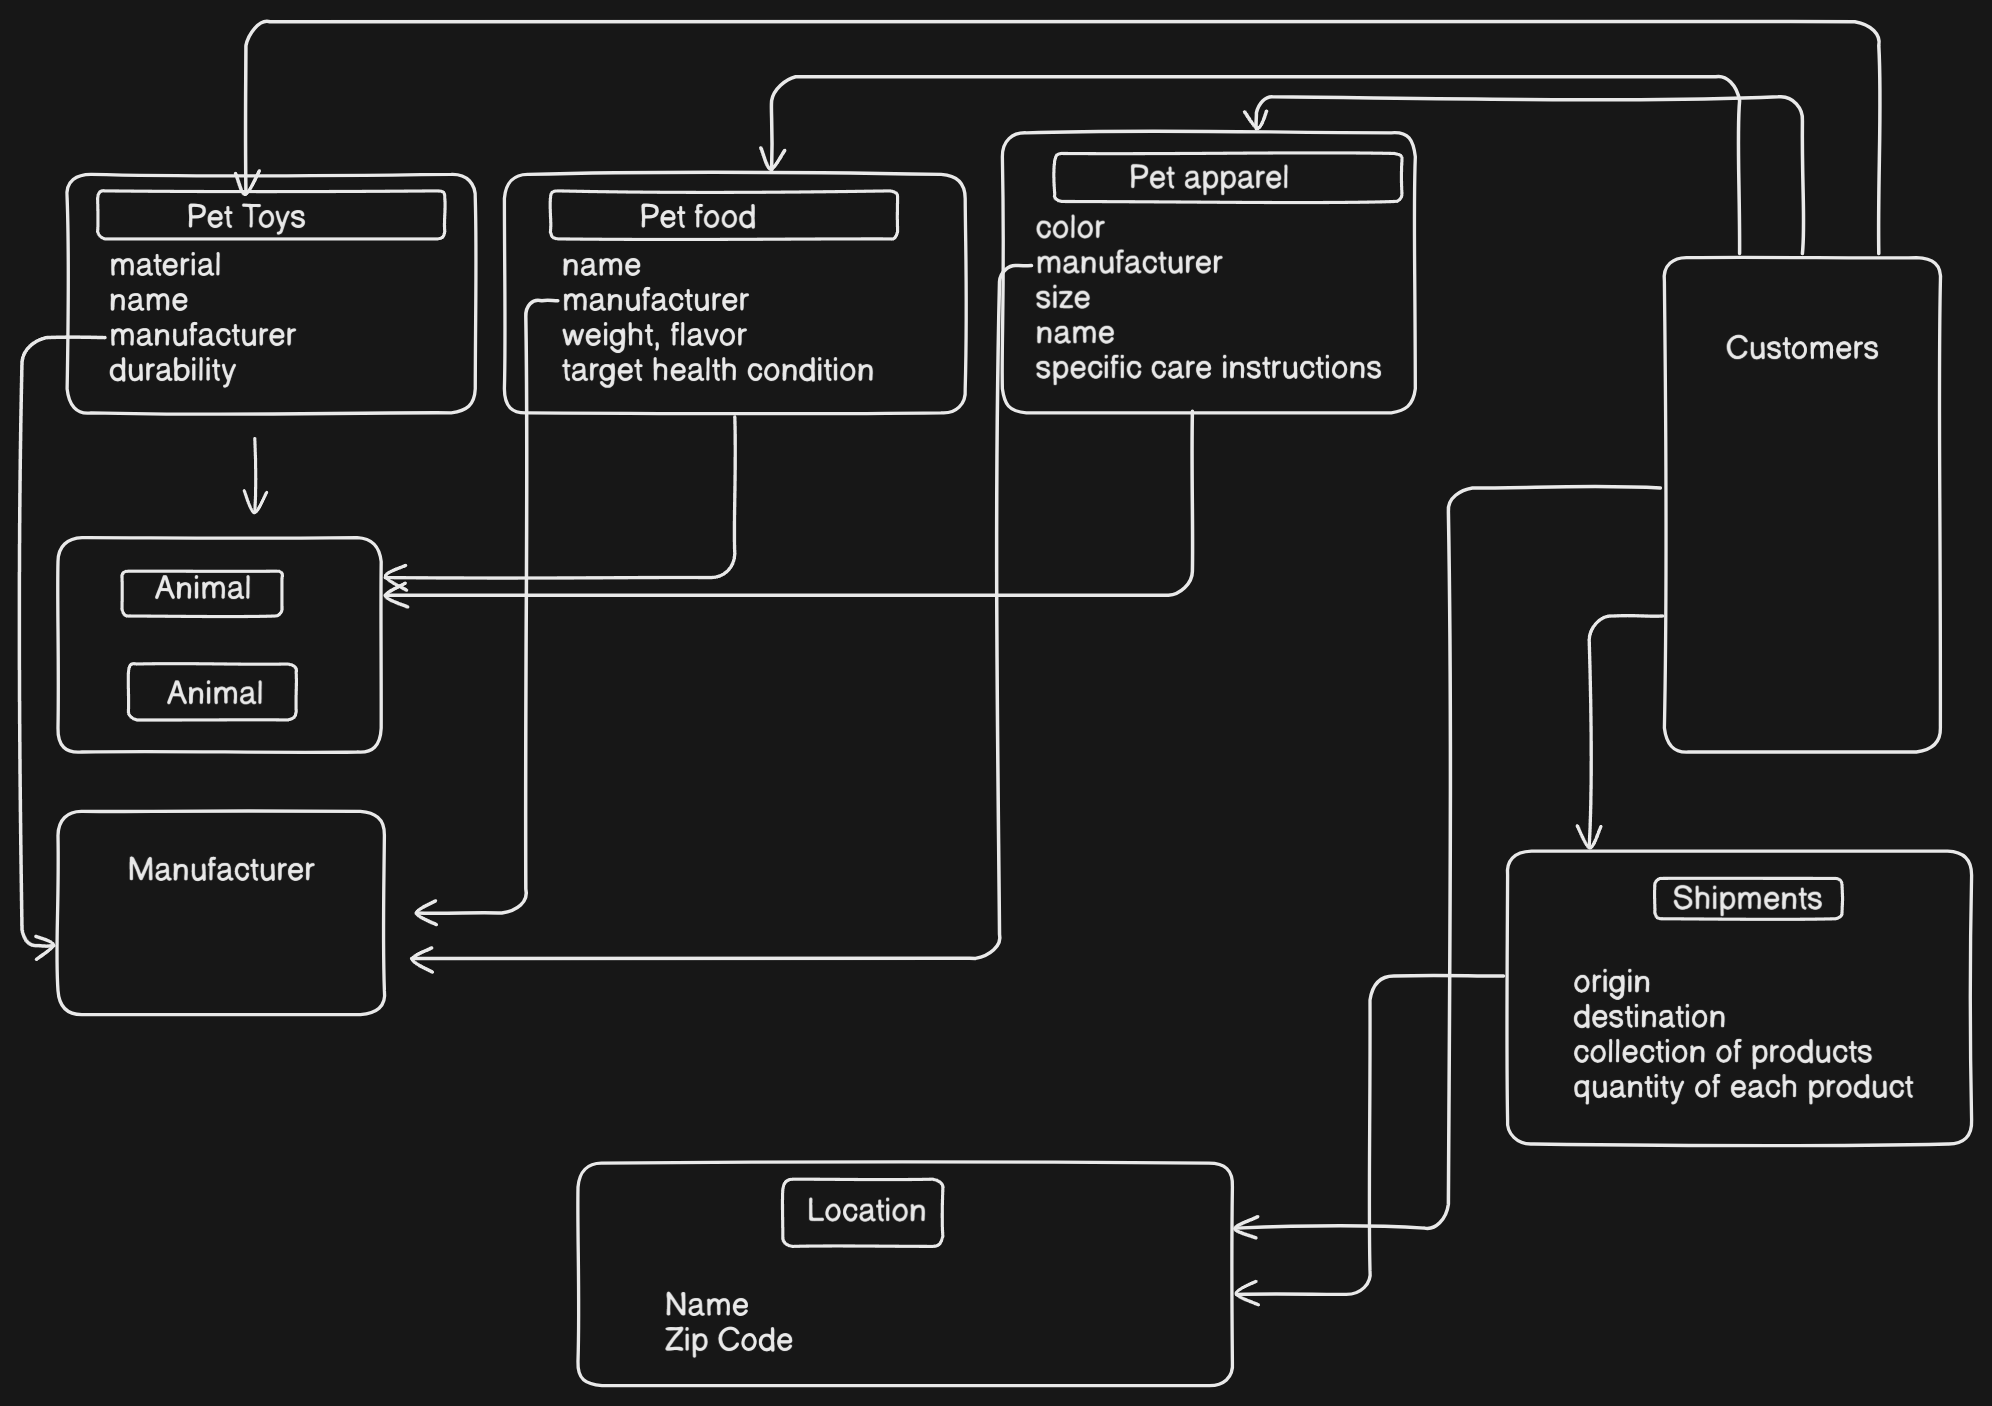 Pet Toys
material
name
manufacturer
durability
Pet food
name
manufacturer
weight, flavor
target health condition
Pet apparel
color
manufacturer
size
name
specific care instructions
Customers
Animal
Animal
Manufacturer
Shipments
origin
destination
collection of products
quantity of each product
Location
Name
Zip Code